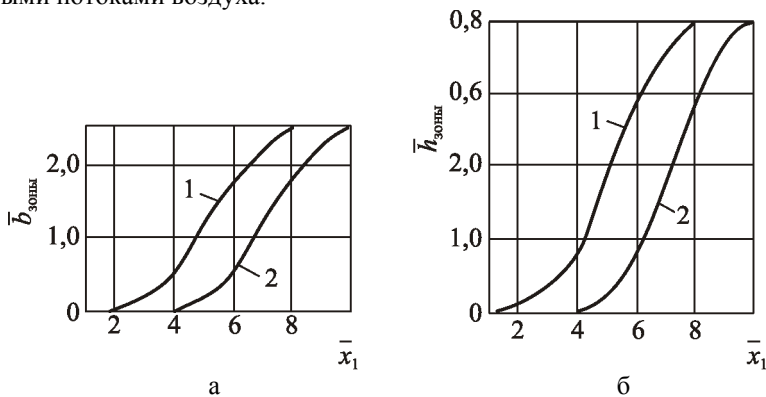 ыми потоками воздуха.
2,0
1,0
0
b̅зоны
1
2
2 4 6 8
x̅₁
а
0,8
0,6
2,0
1,0
0
h̅зоны
1
2
2 4 6 8
x̅₁
б